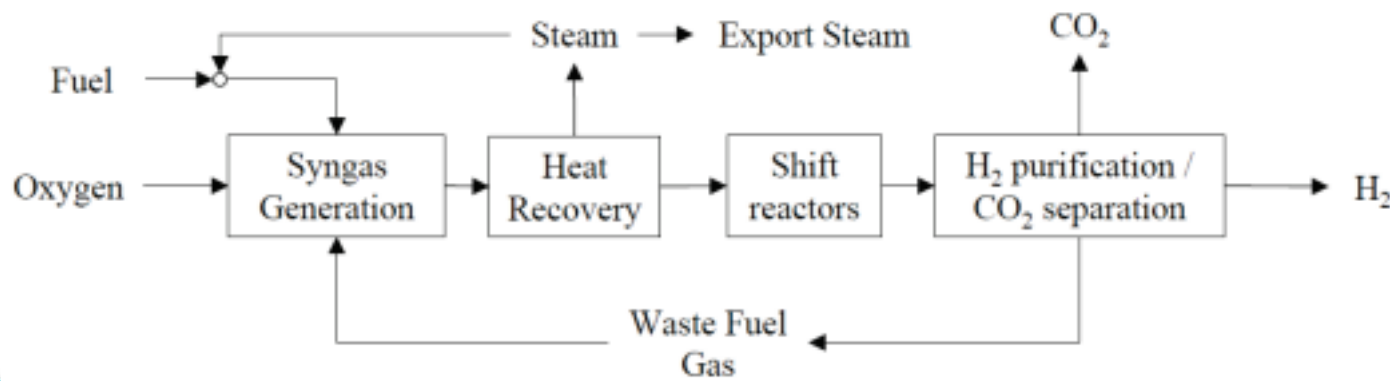 Steam
Export Steam
CO₂
Fuel
Oxygen
Syngas
Generation
Heat
Recovery
Shift
reactors
H₂ purification /
CO₂ separation
H₂
Waste Fuel
Gas